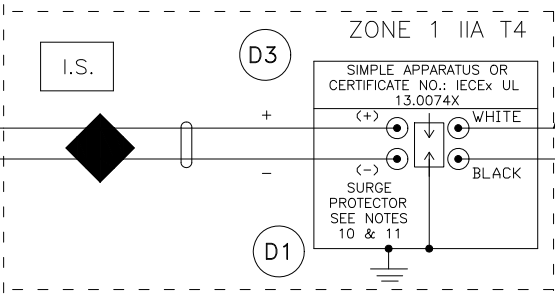 ZONE 1 IIA T4
I.S.
D3
SIMPLE APPARATUS OR
CERTIFICATE NO.: IECEx UL
13.0074X
+
(+)
WHITE
−
(−)
BLACK
SURGE
PROTECTOR
SEE NOTES
10 & 11
D1